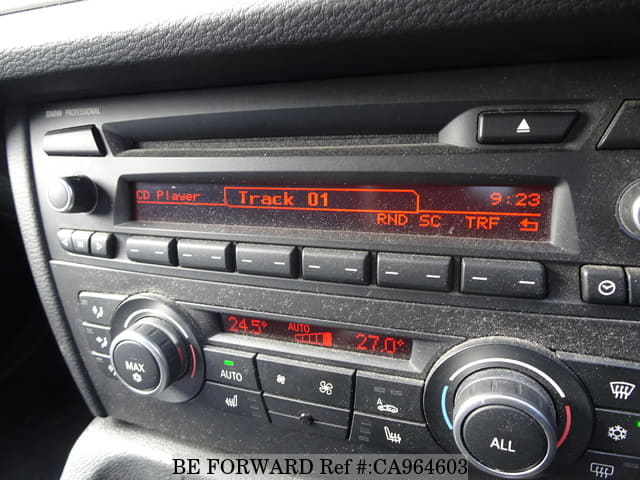 BMW PROFESSIONAL
CD Player Track 01 9:23
RND SC TRF
24.5° AUTO 27.0°
MAX
AUTO
A
ALL
BE FORWARD Ref #:CA964603